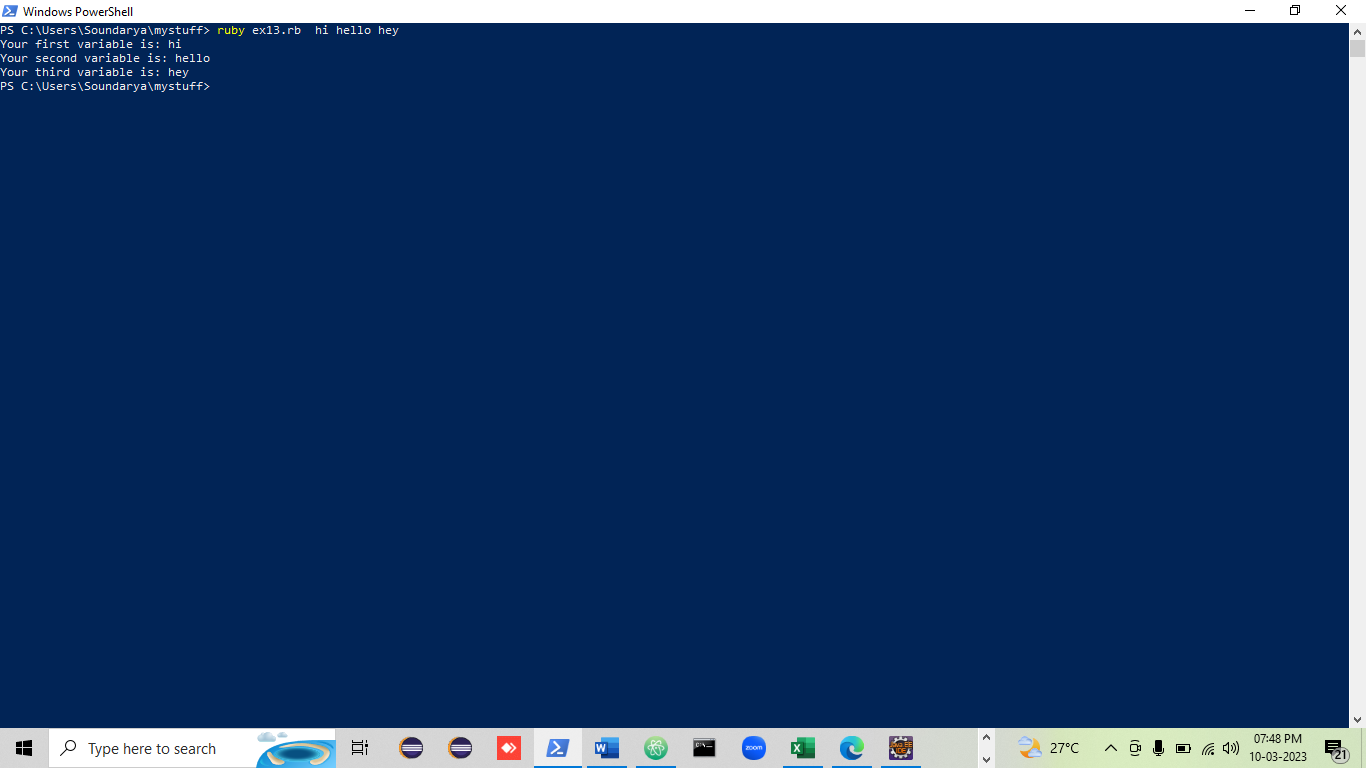 Windows PowerShell
PS C:\Users\Soundarya\mystuff> ruby ex13.rb  hi hello hey
Your first variable is: hi
Your second variable is: hello
Your third variable is: hey
PS C:\Users\Soundarya\mystuff>
Type here to search
zoom
27°C
07:48 PM
10-03-2023
21